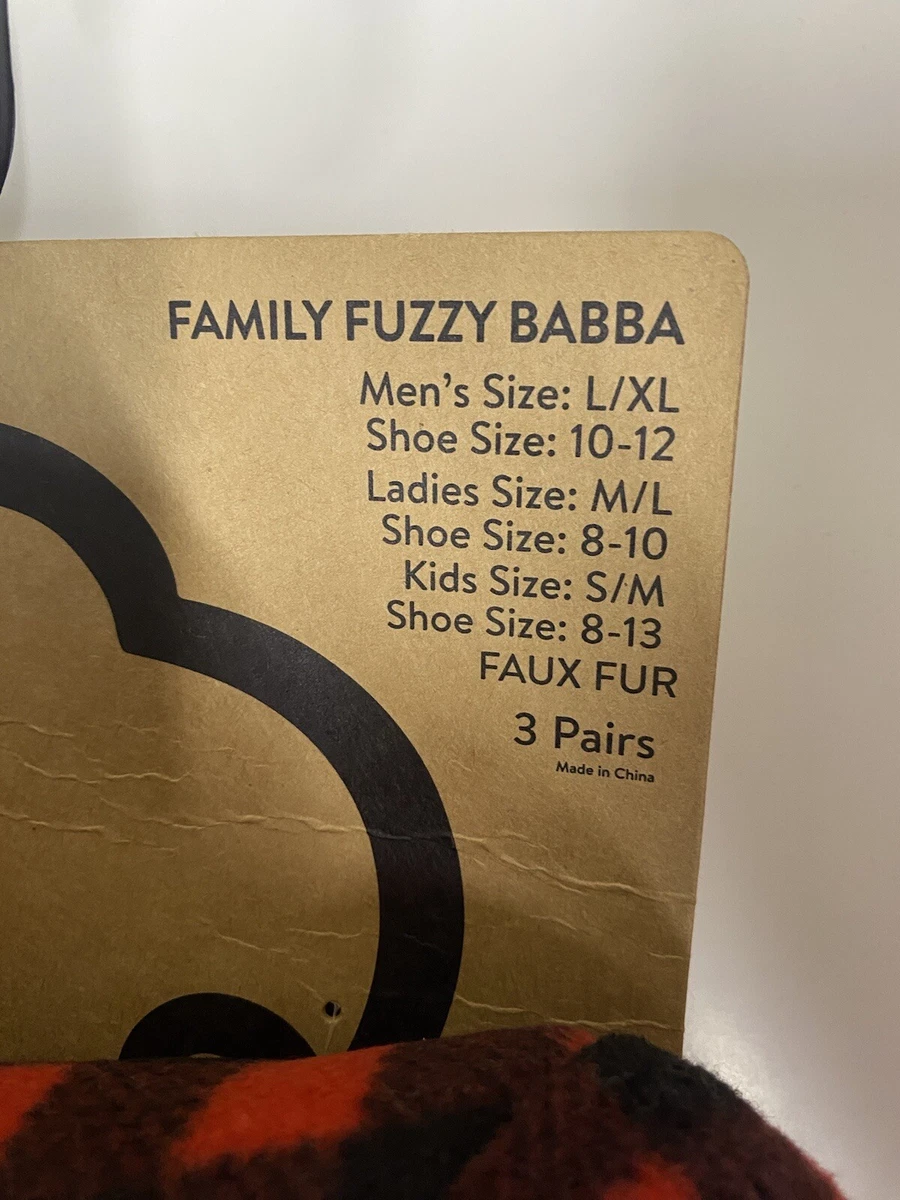 FAMILY FUZZY BABBA
Men's Size: L/XL
Shoe Size: 10-12
Ladies Size: M/L
Shoe Size: 8-10
Kids Size: S/M
Shoe Size: 8-13
FAUX FUR
3 Pairs
Made in China